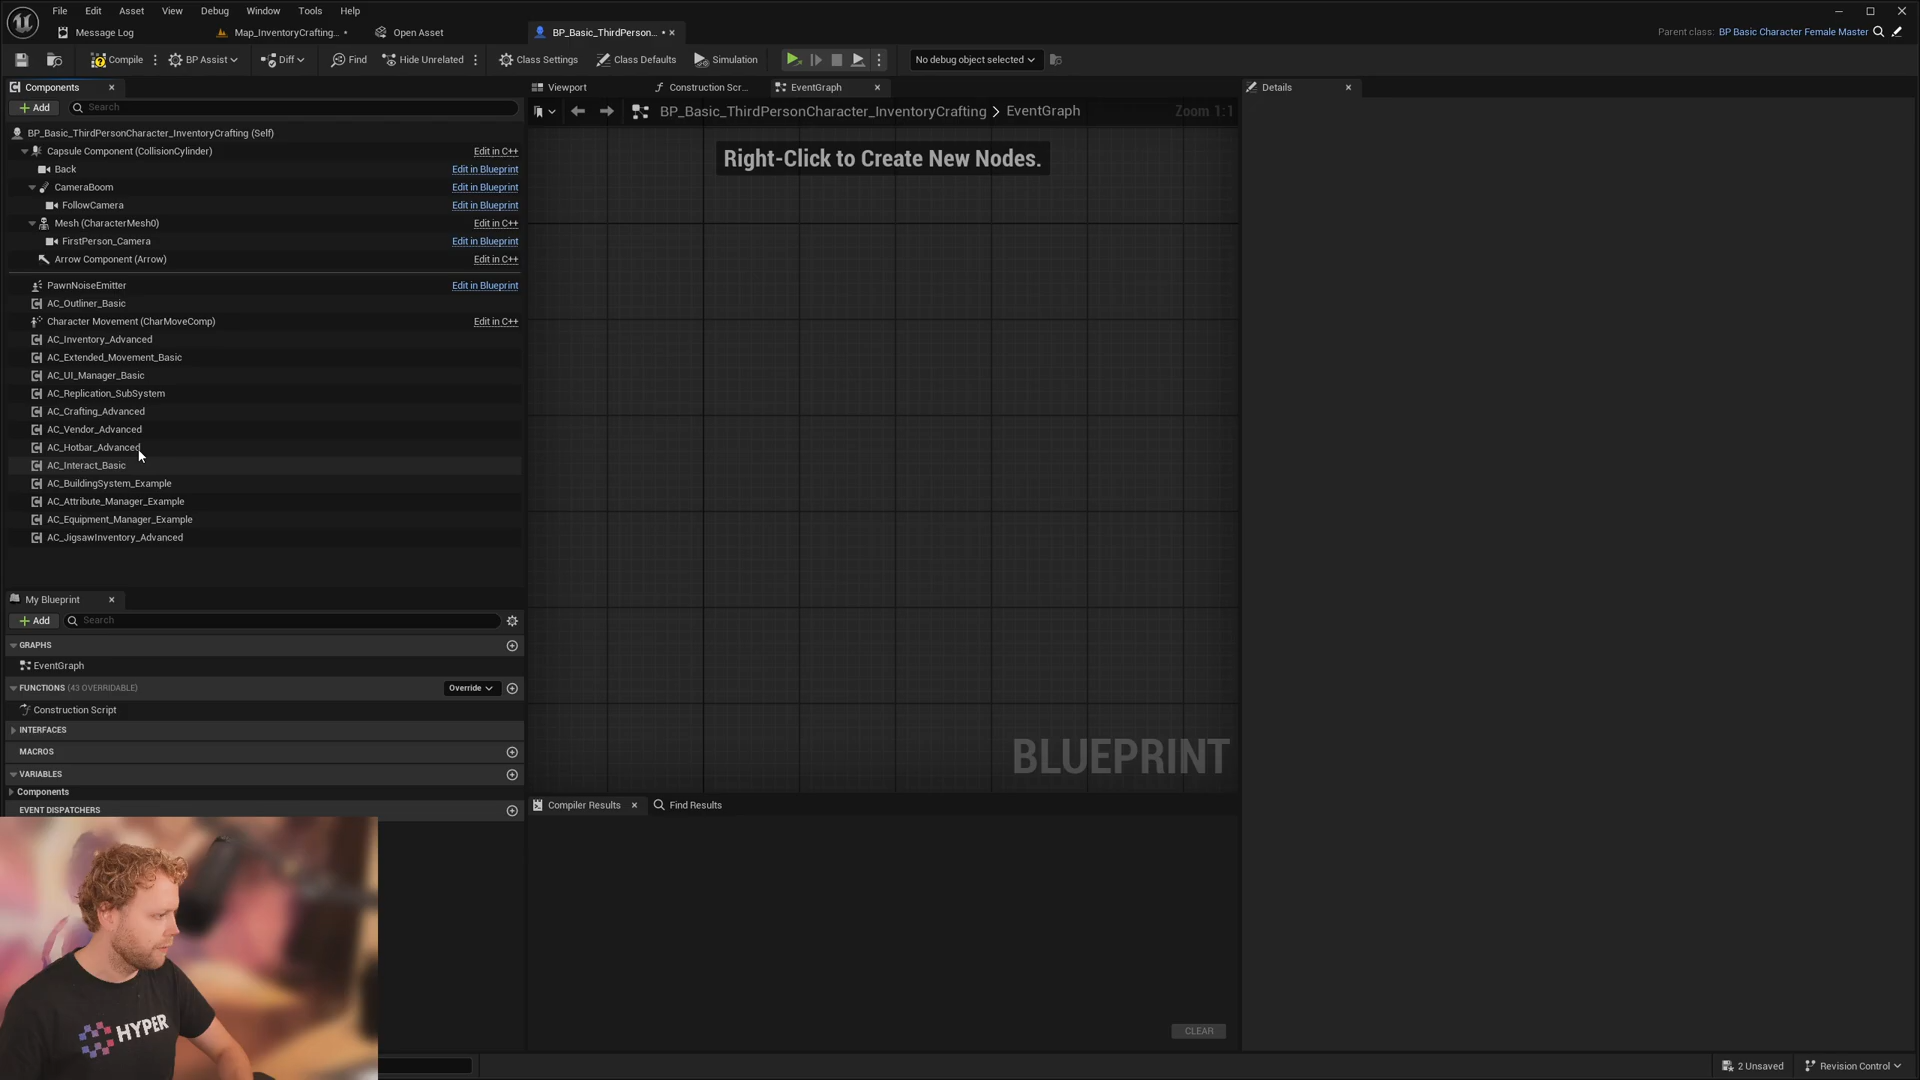 File Edit Asset View Debug Window Tools Help
Message Log Map_InventoryCrafting... • Open Asset BP_Basic_ThirdPerson... •
Parent class: BP Basic Character Female Master
Compile BP Assist Diff Find Hide Unrelated Class Settings Class Defaults Simulation No debug object selected
Components Viewport Construction Scr... EventGraph Details
Add Search
BP_Basic_ThirdPersonCharacter_InventoryCrafting > EventGraph Zoom 1:1
BP_Basic_ThirdPersonCharacter_InventoryCrafting (Self)
Capsule Component (CollisionCylinder) Edit in C++
Right-Click to Create New Nodes.
Back Edit in Blueprint
CameraBoom Edit in Blueprint
FollowCamera Edit in Blueprint
Mesh (CharacterMesh0) Edit in C++
FirstPerson_Camera Edit in Blueprint
Arrow Component (Arrow) Edit in C++
PawnNoiseEmitter Edit in Blueprint
AC_Outliner_Basic
Character Movement (CharMoveComp) Edit in C++
AC_Inventory_Advanced
AC_Extended_Movement_Basic
AC_UI_Manager_Basic
AC_Replication_SubSystem
AC_Crafting_Advanced
AC_Vendor_Advanced
AC_Hotbar_Advanced
AC_Interact_Basic
AC_BuildingSystem_Example
AC_Attribute_Manager_Example
AC_Equipment_Manager_Example
AC_JigsawInventory_Advanced
My Blueprint
Add Search
GRAPHS
EventGraph
FUNCTIONS (43 OVERRIDABLE) Override
Construction Script
INTERFACES
MACROS
VARIABLES
Components
EVENT DISPATCHERS
BLUEPRINT
Compiler Results Find Results
HYPER
CLEAR
2 Unsaved Revision Control